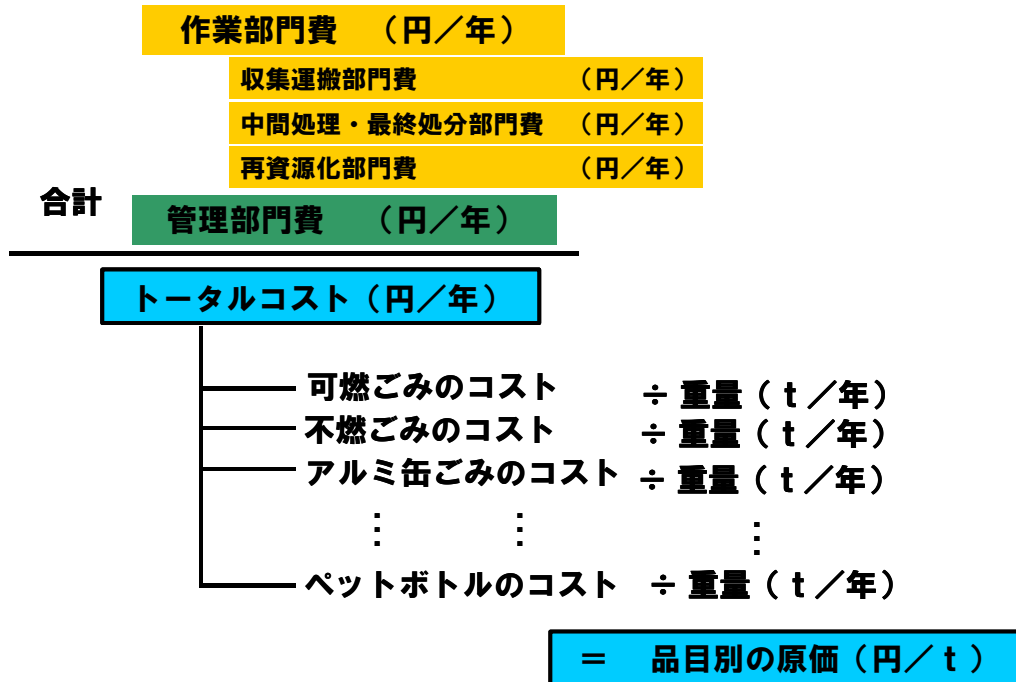 作業部門費 （円／年）
収集運搬部門費 （円／年）
中間処理・最終処分部門費 （円／年）
再資源化部門費 （円／年）
合計
管理部門費 （円／年）
トータルコスト（円／年）
可燃ごみのコスト ÷ 重量（ｔ／年）
不燃ごみのコスト ÷ 重量（ｔ／年）
アルミ缶ごみのコスト ÷ 重量（ｔ／年）
⋮ ⋮ ⋮
ペットボトルのコスト ÷ 重量（ｔ／年）
＝ 品目別の原価（円／ｔ）